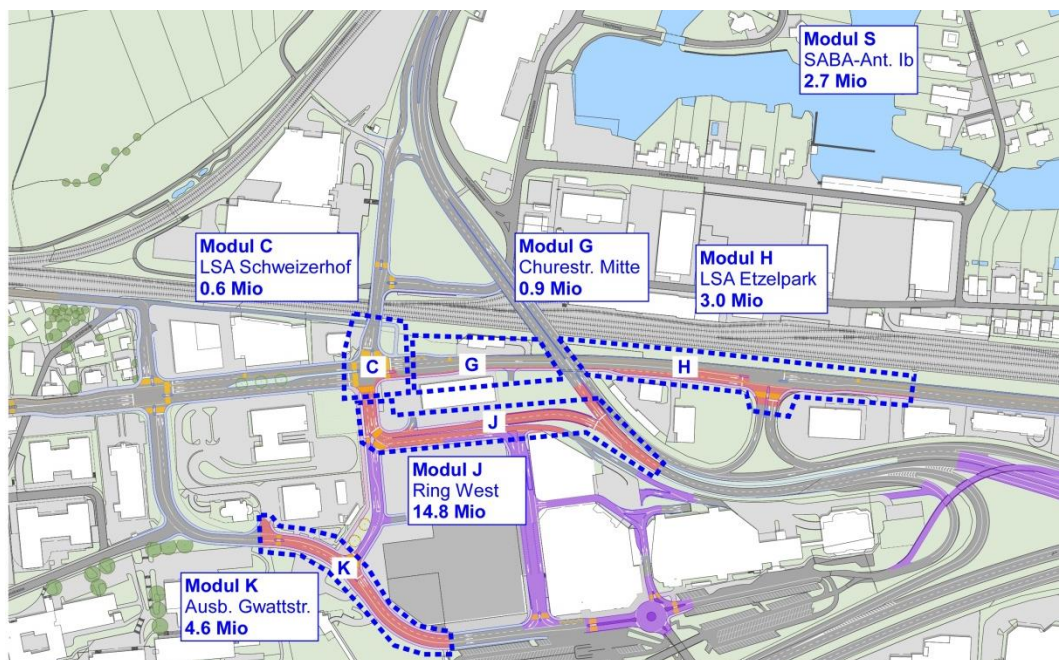 Modul S
SABA-Ant. Ib
2.7 Mio
Modul C
LSA Schweizerhof
0.6 Mio
Modul G
Churestr. Mitte
0.9 Mio
Modul H
LSA Etzelpark
3.0 Mio
C
G
H
J
Modul J
Ring West
14.8 Mio
K
Modul K
Ausb. Gwattstr.
4.6 Mio